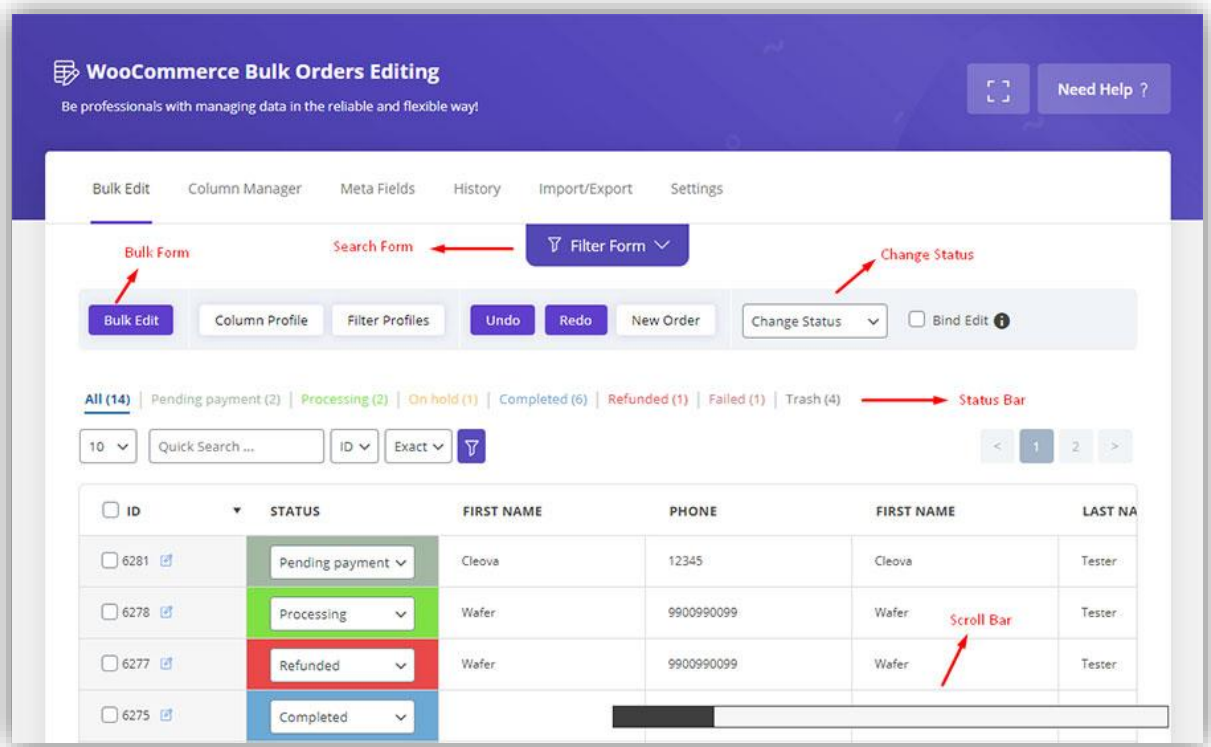 WooCommerce Bulk Orders Editing
Be professionals with managing data in the reliable and flexible way!
Need Help ?
Bulk Edit Column Manager Meta Fields History Import/Export Settings
Filter Form
Bulk Form
Search Form
Change Status
Bulk Edit Column Profile Filter Profiles Undo Redo New Order Change Status Bind Edit
All (14) | Pending payment (2) | Processing (2) | On hold (1) | Completed (6) | Refunded (1) | Failed (1) | Trash (4)
Status Bar
10 Quick Search ... ID Exact < 1 2 >
ID STATUS FIRST NAME PHONE FIRST NAME LAST NA
6281 Pending payment Cleova 12345 Cleova Tester
6278 Processing Wafer 9900990099 Wafer Tester
Scroll Bar
6277 Refunded Wafer 9900990099 Wafer Tester
6275 Completed